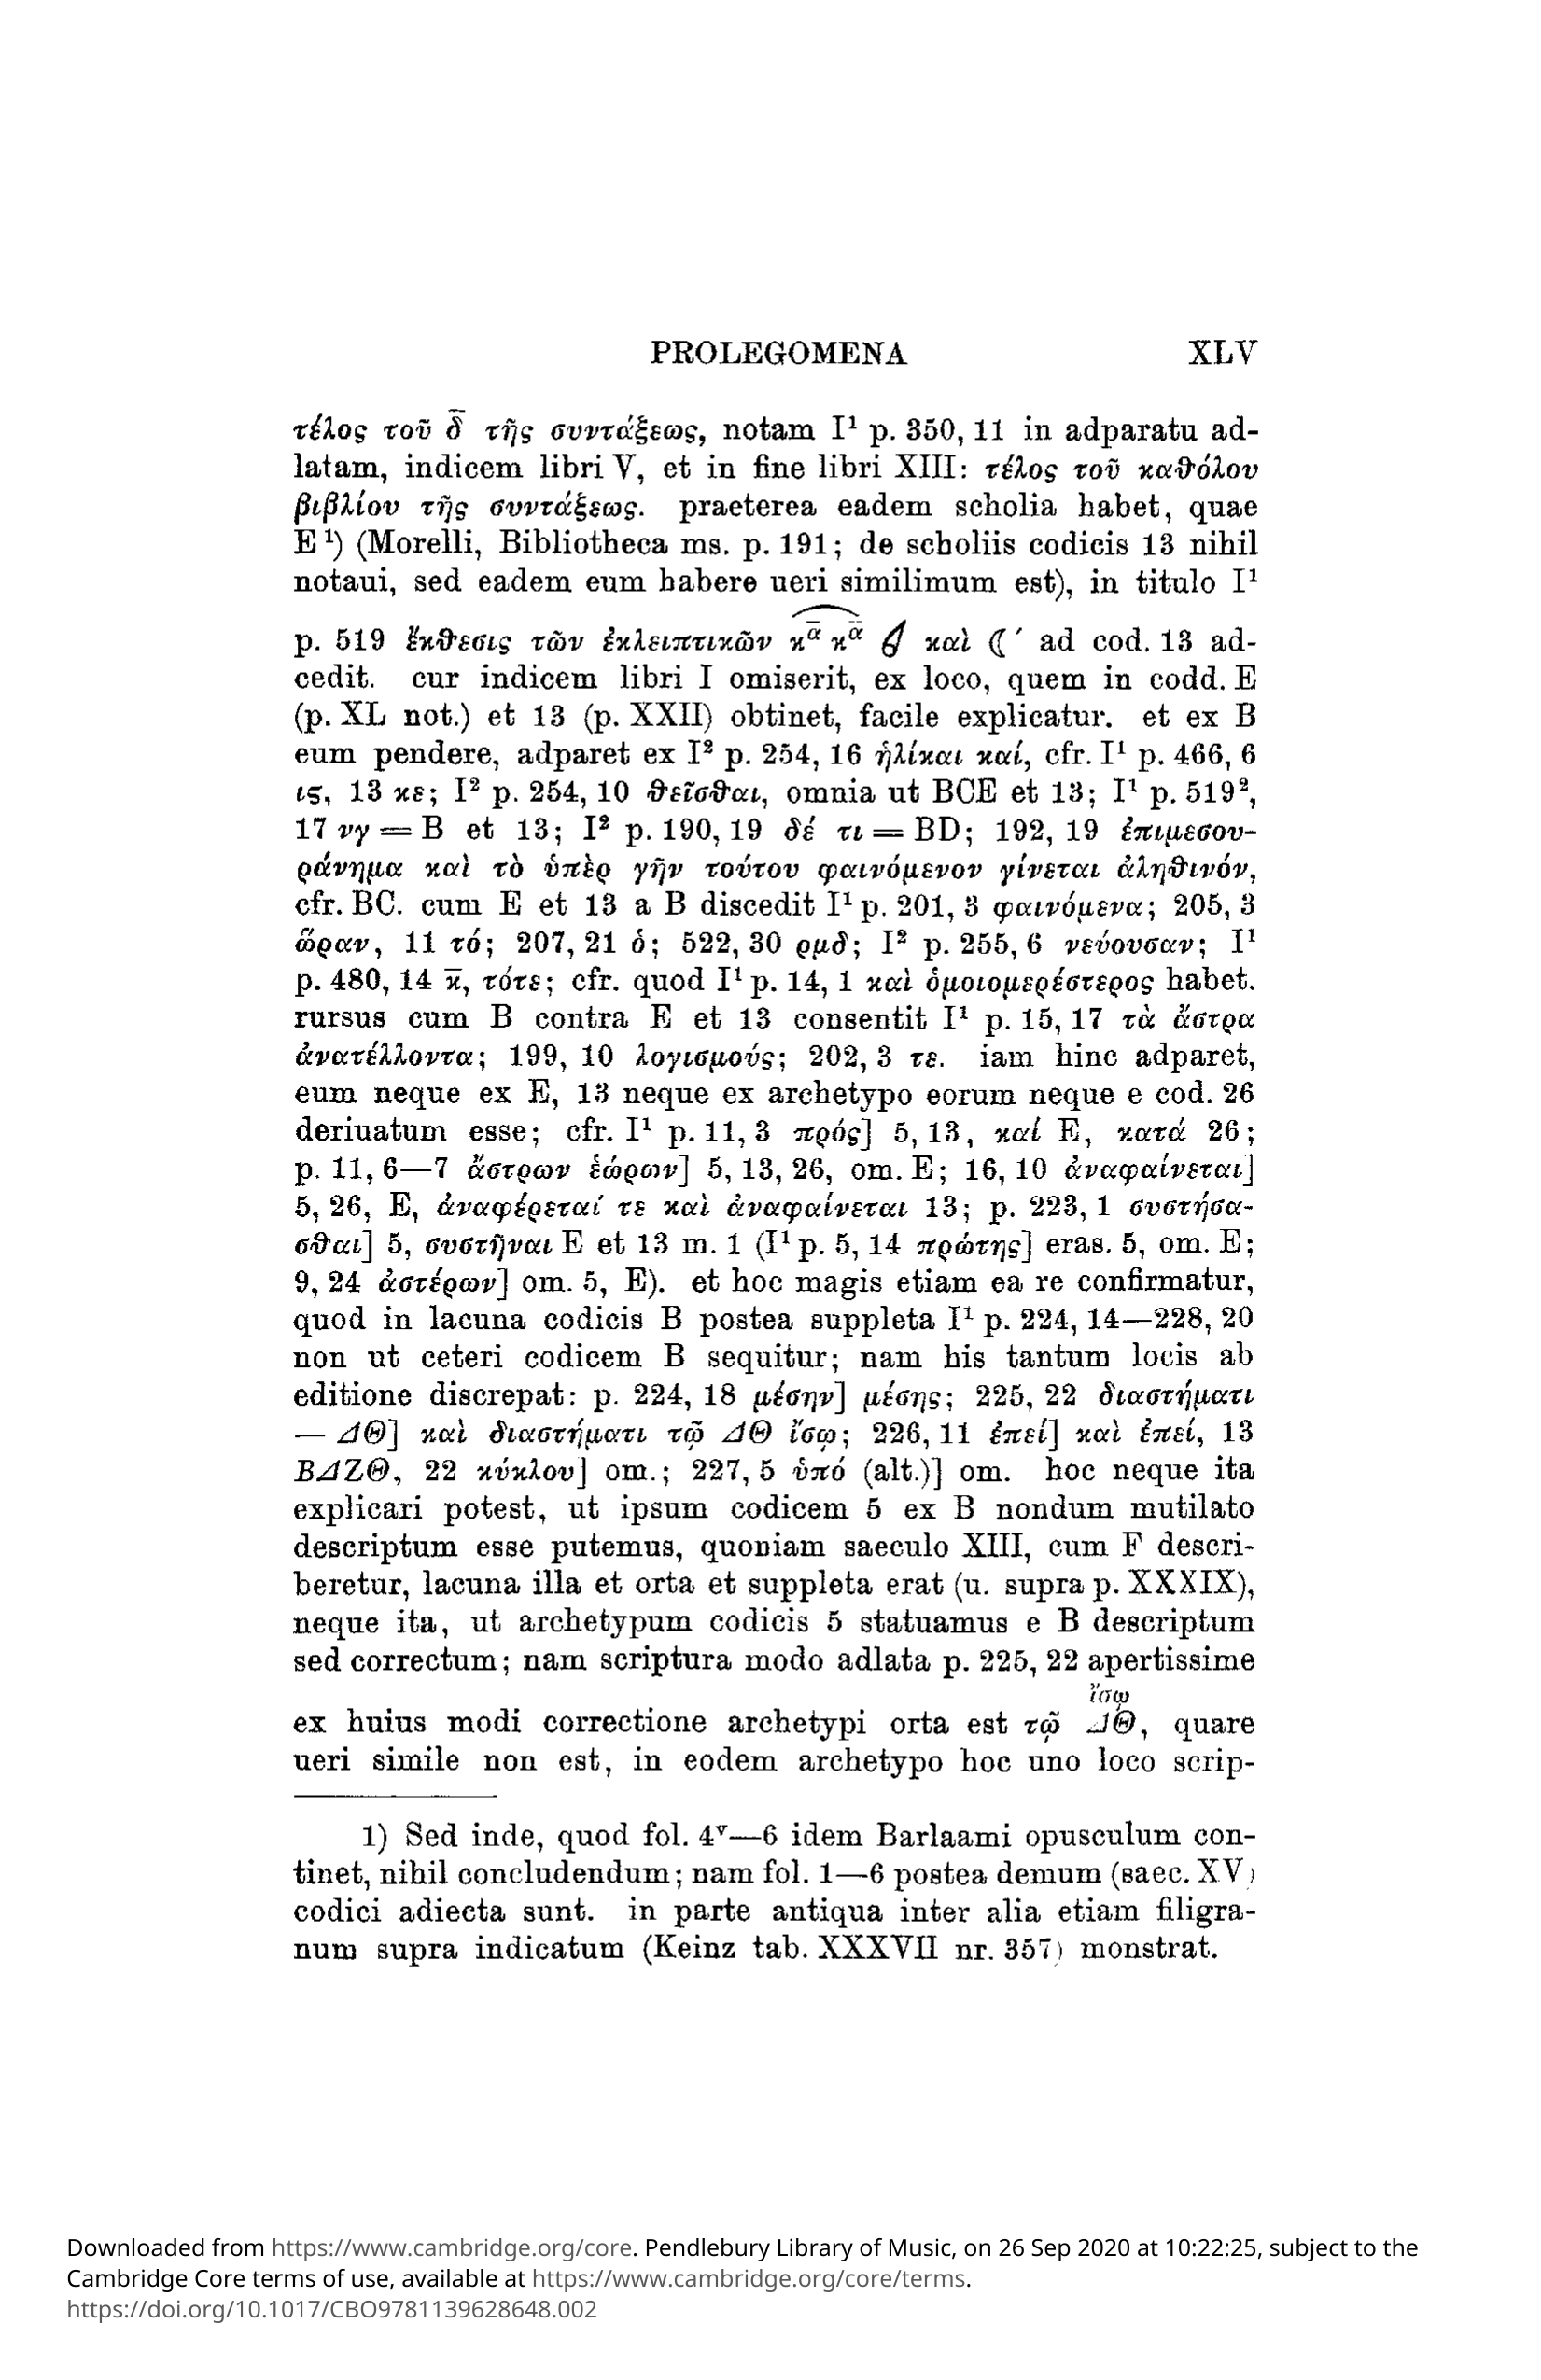 PROLEGOMENA XLV
τέλος τοῦ δ̄ τῆς συντάξεως, notam I¹ p. 350, 11 in adparatu ad-
latam, indicem libri V, et in fine libri XIII: τέλος τοῦ καθόλου
βιβλίου τῆς συντάξεως. praeterea eadem scholia habet, quae
E¹) (Morelli, Bibliotheca ms. p. 191; de scholiis codicis 13 nihil
notaui, sed eadem eum habere ueri similimum est), in titulo I¹
p. 519 ἔκθεσις τῶν ἐκλειπτικῶν κᾱ κᾱ καὶ ☾´ ad cod. 13 ad-
cedit. cur indicem libri I omiserit, ex loco, quem in codd. E
(p. XL not.) et 13 (p. XXII) obtinet, facile explicatur. et ex B
eum pendere, adparet ex I² p. 254, 16 ἡλίκαι καί, cfr. I¹ p. 466, 6
ις, 13 κε; I² p. 254, 10 θεῖσθαι, omnia ut BCE et 13; I¹ p. 519²,
17 νγ = B et 13; I² p. 190, 19 δέ τι = BD; 192, 19 ἐπιμεσου-
ράνημα καὶ τὸ ὑπὲρ γῆν τούτου φαινόμενον γίνεται ἀληθινόν,
cfr. BC. cum E et 13 a B discedit I¹ p. 201, 3 φαινόμενα; 205, 3
ὥραν, 11 τό; 207, 21 ὁ; 522, 30 ρμδ; I² p. 255, 6 νεύουσαν; I¹
p. 480, 14 κ̄, τότε; cfr. quod I¹ p. 14, 1 καὶ ὁμοιομερέστερος habet.
rursus cum B contra E et 13 consentit I¹ p. 15, 17 τὰ ἄστρα
ἀνατέλλοντα; 199, 10 λογισμούς; 202, 3 τε. iam hinc adparet,
eum neque ex E, 13 neque ex archetypo eorum neque e cod. 26
deriuatum esse; cfr. I¹ p. 11, 3 πρός] 5, 13, καί E, κατά 26;
p. 11, 6—7 ἄστρων ἑώρων] 5, 13, 26, om. E; 16, 10 ἀναφαίνεται]
5, 26, E, ἀναφέρεταί τε καὶ ἀναφαίνεται 13; p. 223, 1 συστήσα-
σθαι] 5, συστῆναι E et 13 m. 1 (I¹ p. 5, 14 πρώτης] eras. 5, om. E;
9, 24 ἀστέρων] om. 5, E). et hoc magis etiam ea re confirmatur,
quod in lacuna codicis B postea suppleta I¹ p. 224, 14—228, 20
non ut ceteri codicem B sequitur; nam his tantum locis ab
editione discrepat: p. 224, 18 μέσην] μέσης; 225, 22 διαστήματι
— ΔΘ] καὶ διαστήματι τῷ ΔΘ ἴσῳ; 226, 11 ἐπεί] καὶ ἐπεί, 13
ΒΔΖΘ, 22 κύκλου] om.; 227, 5 ὑπό (alt.)] om. hoc neque ita
explicari potest, ut ipsum codicem 5 ex B nondum mutilato
descriptum esse putemus, quoniam saeculo XIII, cum F descri-
beretur, lacuna illa et orta et suppleta erat (u. supra p. XXXIX),
neque ita, ut archetypum codicis 5 statuamus e B descriptum
sed correctum; nam scriptura modo adlata p. 225, 22 apertissime
ἴσῳ
ex huius modi correctione archetypi orta est τῷ ΔΘ, quare
ueri simile non est, in eodem archetypo hoc uno loco scrip-
1) Sed inde, quod fol. 4ᵛ—6 idem Barlaami opusculum con-
tinet, nihil concludendum; nam fol. 1—6 postea demum (saec. XV)
codici adiecta sunt. in parte antiqua inter alia etiam filigra-
num supra indicatum (Keinz tab. XXXVII nr. 357) monstrat.
Downloaded from https://www.cambridge.org/core. Pendlebury Library of Music, on 26 Sep 2020 at 10:22:25, subject to the
Cambridge Core terms of use, available at https://www.cambridge.org/core/terms.
https://doi.org/10.1017/CBO9781139628648.002